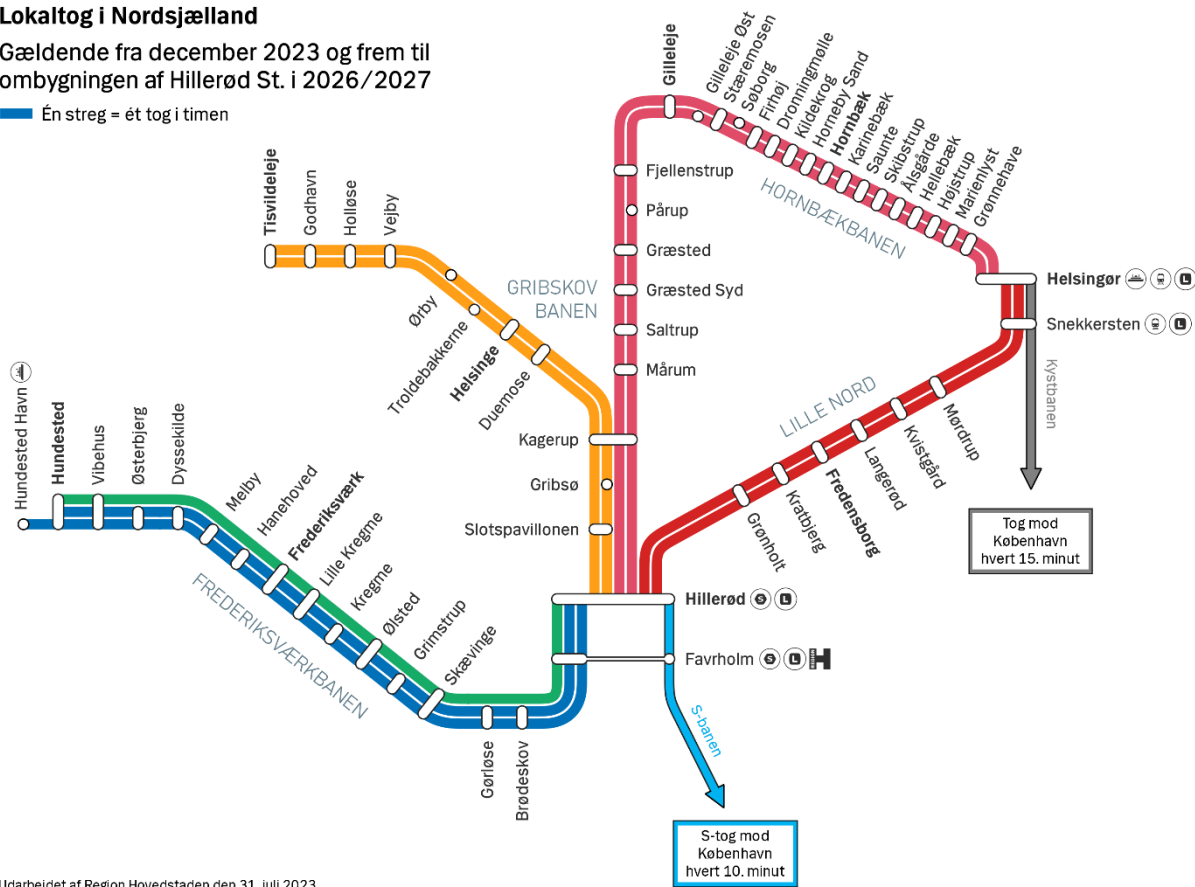 Lokaltog i Nordsjælland
Gældende fra december 2023 og frem til
ombygningen af Hillerød St. i 2026/2027
Én streg = ét tog i timen
Tisvildeleje
Godhavn
Holløse
Vejby
Ørby
Troldebakkerne
Helsinge
Duemose
GRIBSKOV
BANEN
Kagerup
Gribsø
Slotspavillonen
Gilleleje
Gilleleje Øst
Stæremosen
Søborg
Firhøj
Dronningmølle
Kildekrog
Horneby Sand
Hornbæk
Karinebæk
Saunte
Skibstrup
Ålsgårde
Hellebæk
Højstrup
Marienlyst
Grønnehave
HORNBÆKBANEN
Fjellenstrup
Pårup
Græsted
Græsted Syd
Saltrup
Mårum
Helsingør
L
Snekkersten
L
Kystbanen
Tog mod
København
hvert 15. minut
LILLE NORD
Mørdrup
Kvistgård
Langerød
Fredensborg
Kratbjerg
Grønholt
Hillerød
S
L
Favrholm
S
L
S-banen
S-tog mod
København
hvert 10. minut
Hundested Havn
Hundested
Vibehus
Østerbjerg
Dyssekilde
Melby
Hanehoved
Frederiksværk
Lille Kregme
Kregme
Ølsted
Grimstrup
Skævinge
Gørløse
Brødeskov
FREDERIKSVÆRKBANEN
Udarbejdet af Region Hovedstaden den 31. juli 2023